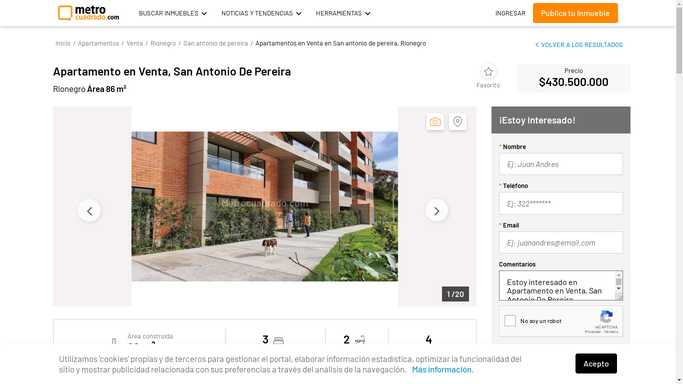 metro
cuadrado.com
BUSCAR INMUEBLES
NOTICIAS Y TENDENCIAS
HERRAMIENTAS
INGRESAR
Publica tu inmueble
Inicio / Apartamentos / Venta / Rionegro / San antonio de pereira / Apartamentos en Venta en San antonio de pereira, Rionegro
VOLVER A LOS RESULTADOS
Apartamento en Venta, San Antonio De Pereira
Rionegro Área 86 m²
Favorito
Precio
$430.500.000
Metrocuadrado.com
1 / 20
¡Estoy Interesado!
* Nombre
Ej: Juan Andres
* Teléfono
Ej: 322*******
* Email
Ej: juanandres@email.com
Comentarios
Estoy interesado en
Apartamento en Venta, San
Antonio De Pereira
No soy un robot
reCAPTCHA
Privacidad - Términos
Área construida
3
2
4
Utilizamos 'cookies' propias y de terceros para gestionar el portal, elaborar información estadística, optimizar la funcionalidad del
sitio y mostrar publicidad relacionada con sus preferencias a través del análisis de la navegación. Más información.
Acepto